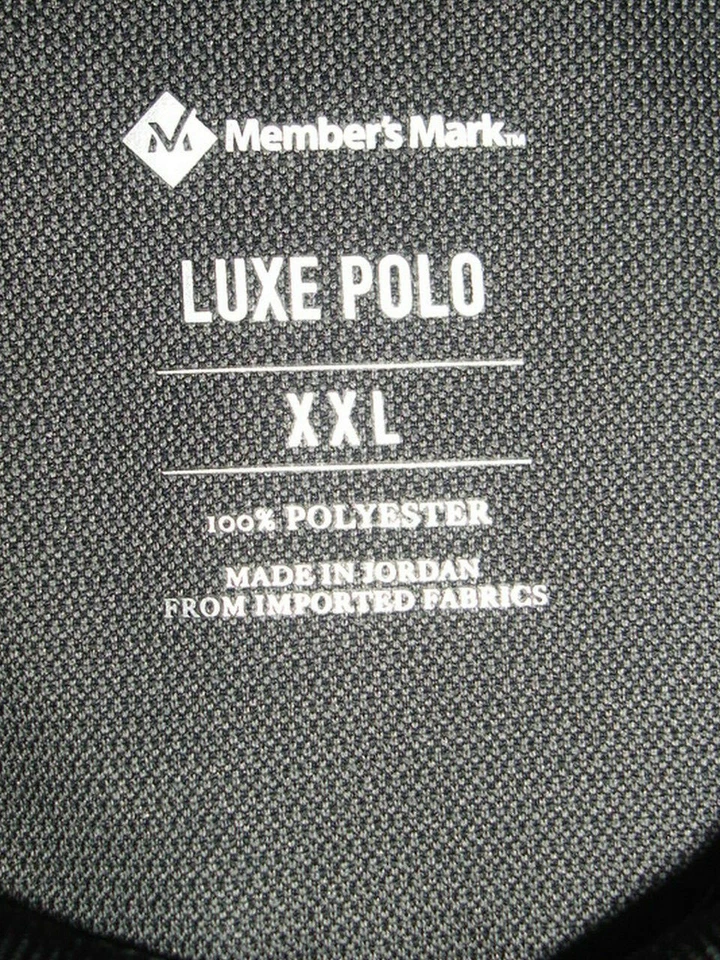 Member's Mark™
LUXE POLO
XXL
100% POLYESTER
MADE IN JORDAN
FROM IMPORTED FABRICS